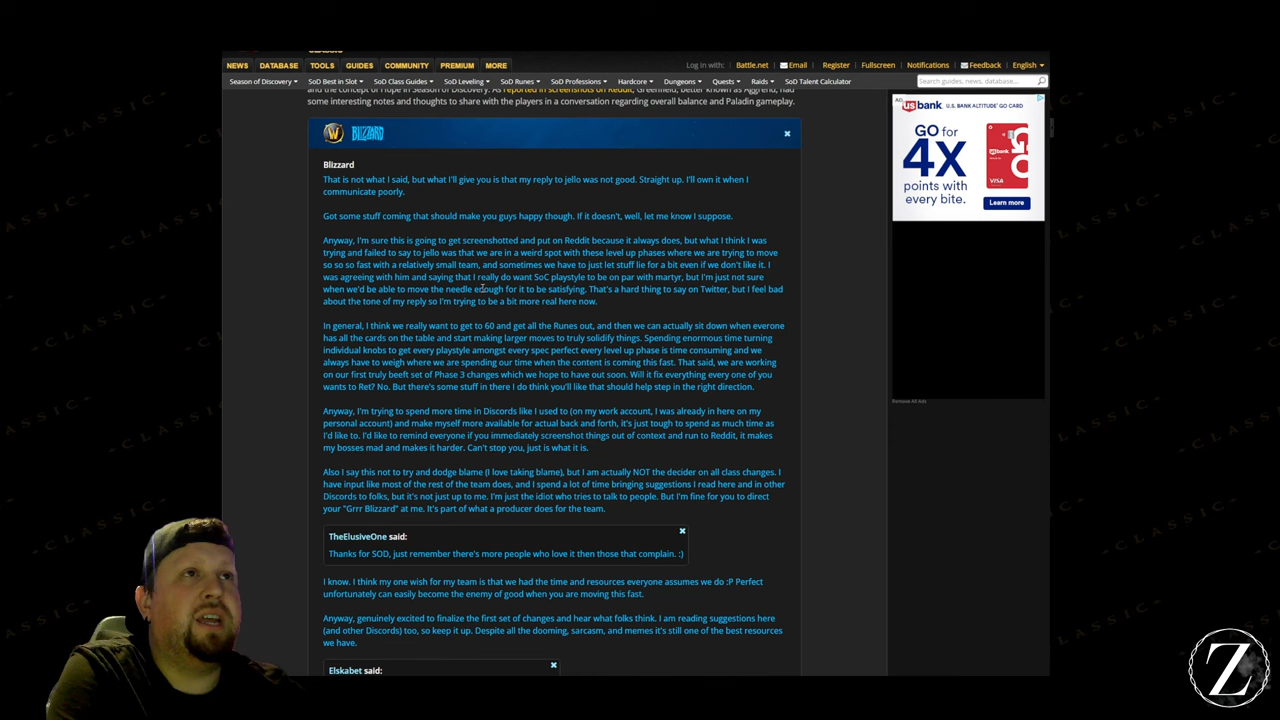 CLASSIC
NEWS DATABASE TOOLS GUIDES COMMUNITY PREMIUM MORE Log in with: Battle.net Email Register Fullscreen Notifications Feedback English
Season of Discovery SoD Best in Slot SoD Class Guides SoD Leveling SoD Runes SoD Professions Hardcore Dungeons Quests Raids SoD Talent Calculator Search guides, news, database...
and the Concept of Hope in Season of Discovery. As reported in screenshots on Reddit, Greenfield, better known as Aggrend, had
some interesting notes and thoughts to share with the players in a conversation regarding overall balance and Paladin gameplay.
BLIZZARD
Blizzard
That is not what I said, but what I'll give you is that my reply to jello was not good. Straight up. I'll own it when I
communicate poorly.
Got some stuff coming that should make you guys happy though. If it doesn't, well, let me know I suppose.
Anyway, I'm sure this is going to get screenshotted and put on Reddit because it always does, but what I think I was
trying and failed to say to jello was that we are in a weird spot with these level up phases where we are trying to move
so so so fast with a relatively small team, and sometimes we have to just let stuff lie for a bit even if we don't like it. I
was agreeing with him and saying that I really do want SoC playstyle to be on par with martyr, but I'm just not sure
when we'd be able to move the needle enough for it to be satisfying. That's a hard thing to say on Twitter, but I feel bad
about the tone of my reply so I'm trying to be a bit more real here now.
In general, I think we really want to get to 60 and get all the Runes out, and then we can actually sit down when everone
has all the cards on the table and start making larger moves to truly solidify things. Spending enormous time turning
individual knobs to get every playstyle amongst every spec perfect every level up phase is time consuming and we
always have to weigh where we are spending our time when the content is coming this fast. That said, we are working
on our first truly beeft set of Phase 3 changes which we hope to have out soon. Will it fix everything every one of you
wants to Ret? No. But there's some stuff in there I do think you'll like that should help step in the right direction.
Anyway, I'm trying to spend more time in Discords like I used to (on my work account, I was already in here on my
personal account) and make myself more available for actual back and forth, it's just tough to spend as much time as
I'd like to. I'd like to remind everyone if you immediately screenshot things out of context and run to Reddit, it makes
my bosses mad and makes it harder. Can't stop you, just is what it is.
Also I say this not to try and dodge blame (I love taking blame), but I am actually NOT the decider on all class changes. I
have input like most of the rest of the team does, and I spend a lot of time bringing suggestions I read here and in other
Discords to folks, but it's not just up to me. I'm just the idiot who tries to talk to people. But I'm fine for you to direct
your "Grrr Blizzard" at me. It's part of what a producer does for the team.
TheElusiveOne said:
Thanks for SOD, just remember there's more people who love it then those that complain. :)
I know. I think my one wish for my team is that we had the time and resources everyone assumes we do :P Perfect
unfortunately can easily become the enemy of good when you are moving this fast.
Anyway, genuinely excited to finalize the first set of changes and hear what folks think. I am reading suggestions here
(and other Discords) too, so keep it up. Despite all the dooming, sarcasm, and memes it's still one of the best resources
we have.
Elskabet said:
AD
usbank U.S. BANK ALTITUDE GO CARD
GO for
4X
points with
every bite.
VISA
Learn more
Remove All Ads
Z